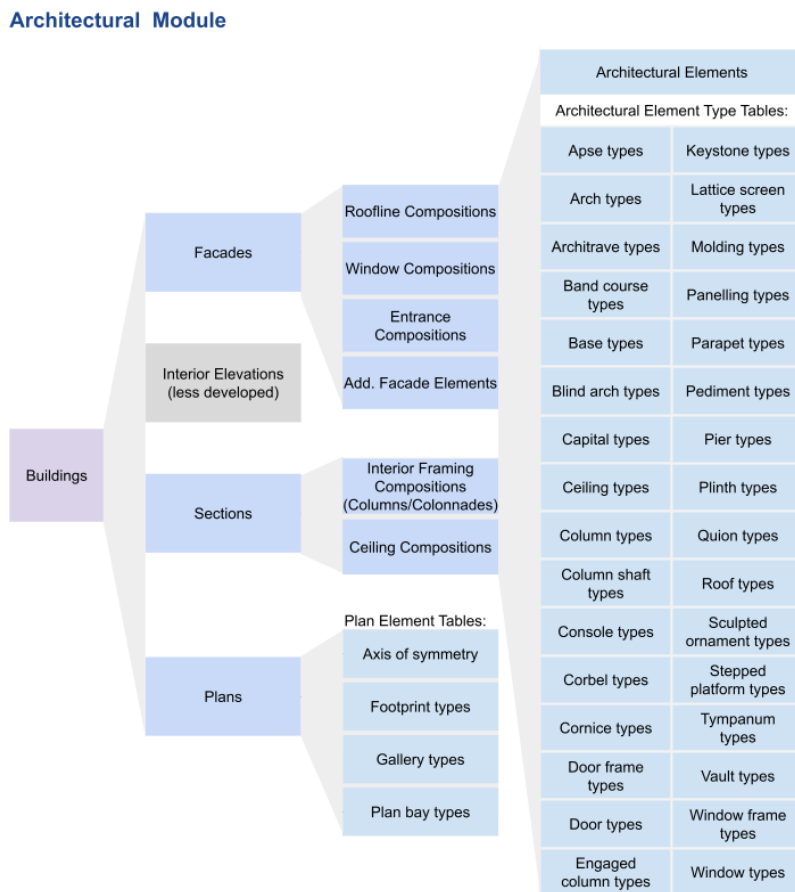 Architectural Module
Buildings
Facades
Interior Elevations
(less developed)
Sections
Plans
Roofline Compositions
Window Compositions
Entrance
Compositions
Add. Facade Elements
Interior Framing
Compositions
(Columns/Colonnades)
Ceiling Compositions
Plan Element Tables:
Axis of symmetry
Footprint types
Gallery types
Plan bay types
Architectural Elements
Architectural Element Type Tables:
Apse types
Keystone types
Arch types
Lattice screen
types
Architrave types
Molding types
Band course
types
Panelling types
Base types
Parapet types
Blind arch types
Pediment types
Capital types
Pier types
Ceiling types
Plinth types
Column types
Quion types
Column shaft
types
Roof types
Console types
Sculpted
ornament types
Corbel types
Stepped
platform types
Cornice types
Tympanum
types
Door frame
types
Vault types
Door types
Window frame
types
Engaged
column types
Window types